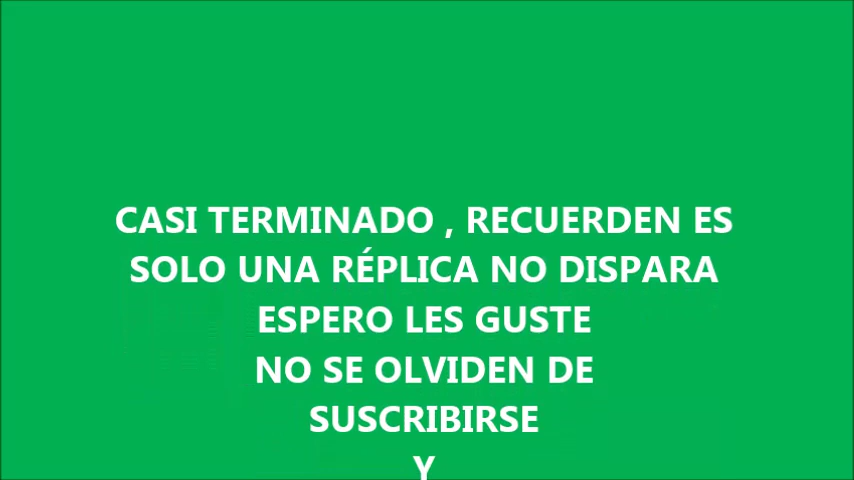 CASI TERMINADO , RECUERDEN ES
SOLO UNA RÉPLICA NO DISPARA
ESPERO LES GUSTE
NO SE OLVIDEN DE
SUSCRIBIRSE
Y